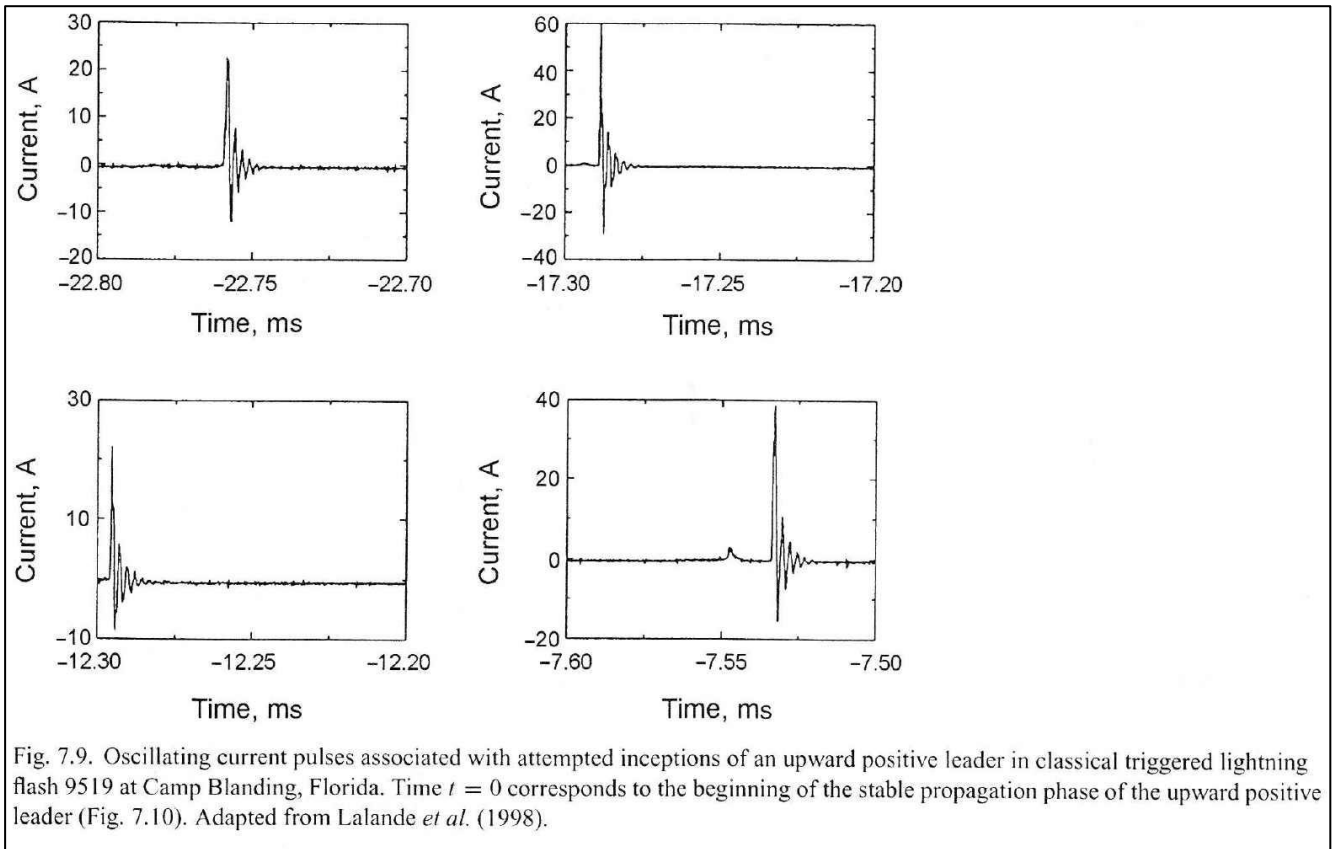 30
20
10
0
−10
−20
Current, A
−22.80
−22.75
−22.70
Time, ms
60
40
20
0
−20
−40
Current, A
−17.30
−17.25
−17.20
Time, ms
30
10
−10
Current, A
−12.30
−12.25
−12.20
Time, ms
40
20
0
−20
Current, A
−7.60
−7.55
−7.50
Time, ms
Fig. 7.9. Oscillating current pulses associated with attempted inceptions of an upward positive leader in classical triggered lightning
flash 9519 at Camp Blanding, Florida. Time t = 0 corresponds to the beginning of the stable propagation phase of the upward positive
leader (Fig. 7.10). Adapted from Lalande et al. (1998).